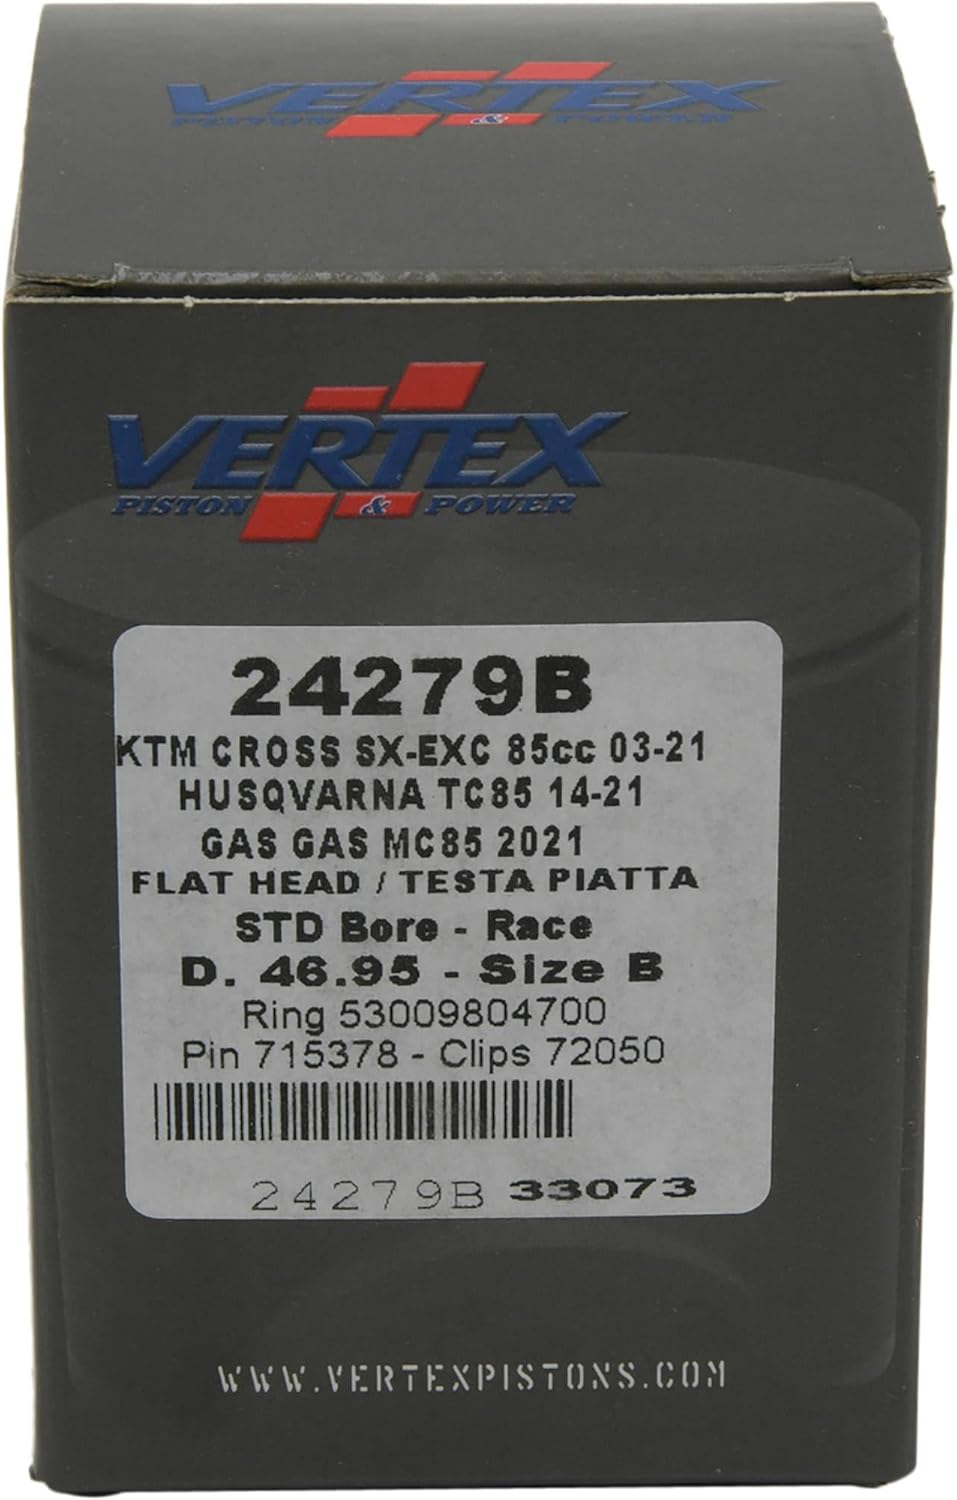 VERTEX
PISTON & POWER
VERTEX
PISTON & POWER
24279B
KTM CROSS SX-EXC 85cc 03-21
HUSQVARNA TC85 14-21
GAS GAS MC85 2021
FLAT HEAD / TESTA PIATTA
STD Bore - Race
D. 46.95 - Size B
Ring 53009804700
Pin 715378 - Clips 72050
24279B 33073
WWW.VERTEXPISTONS.COM